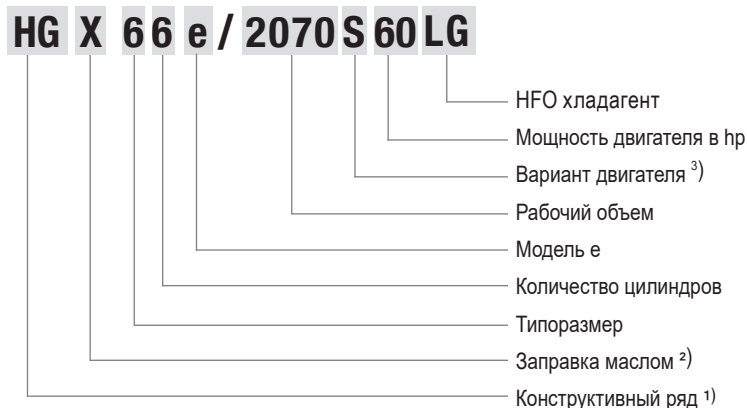 HG X 6 6 e / 2070 S 60 LG
HFO хладагент
Мощность двигателя в hp
Вариант двигателя ³)
Рабочий объем
Модель e
Количество цилиндров
Типоразмер
Заправка маслом ²)
Конструктивный ряд ¹)